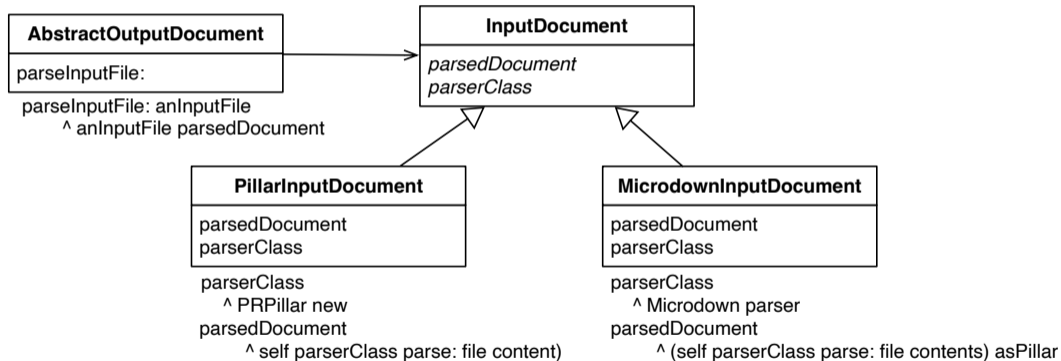 AbstractOutputDocument
parseInputFile:
parseInputFile: anInputFile
^ anInputFile parsedDocument
InputDocument
parsedDocument
parserClass
PillarInputDocument
parsedDocument
parserClass
parserClass
^ PRPillar new
parsedDocument
^ self parserClass parse: file content)
MicrodownInputDocument
parsedDocument
parserClass
parserClass
^ Microdown parser
parsedDocument
^ (self parserClass parse: file contents) asPillar